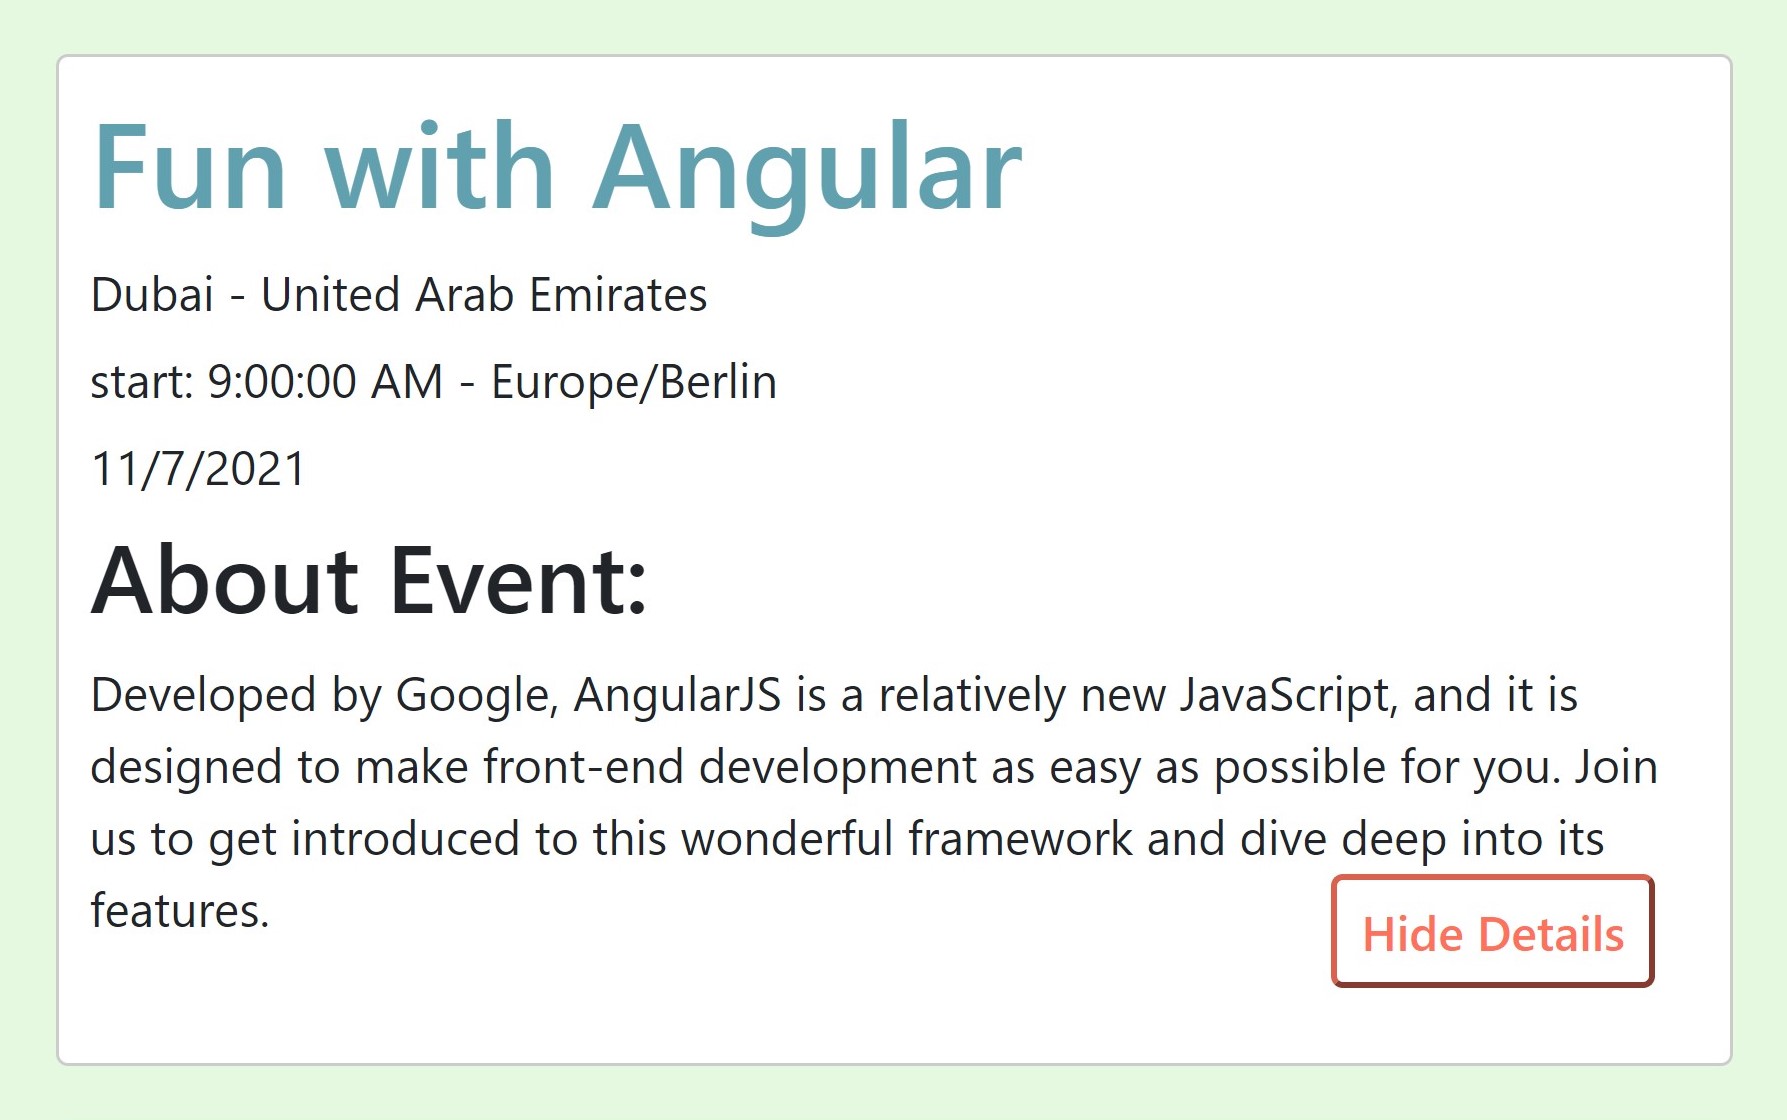 Fun with Angular
Dubai - United Arab Emirates
start: 9:00:00 AM - Europe/Berlin
11/7/2021
About Event:
Developed by Google, AngularJS is a relatively new JavaScript, and it is
designed to make front-end development as easy as possible for you. Join
us to get introduced to this wonderful framework and dive deep into its
features.
Hide Details